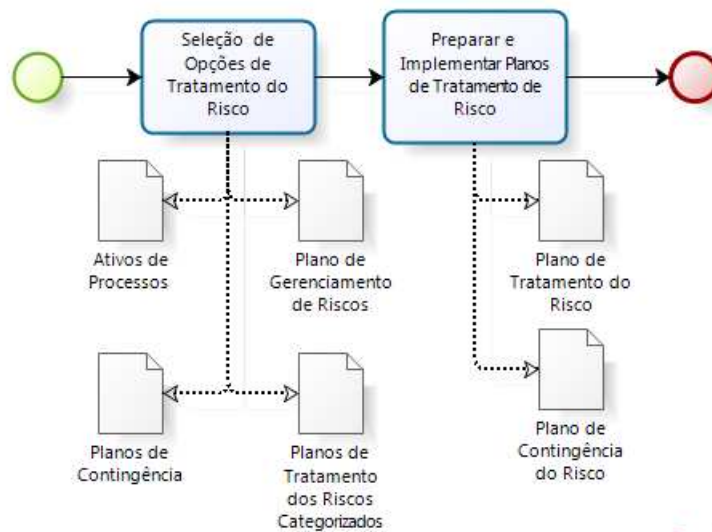 Seleção de
Opções de
Tratamento do
Risco
Preparar e
Implementar Planos
de Tratamento de
Risco
Ativos de
Processos
Plano de
Gerenciamento
de Riscos
Plano de
Tratamento do
Risco
Planos de
Contingência
Planos de
Tratamento
dos Riscos
Categorizados
Plano de
Contingência
do Risco